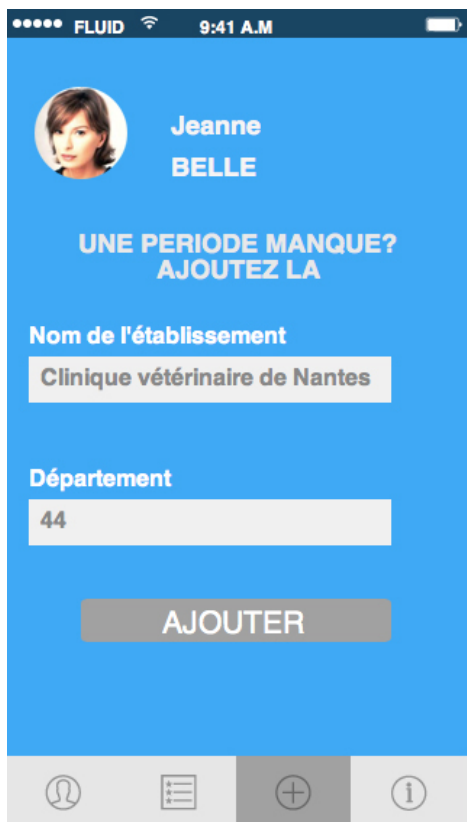 FLUID 9:41 A.M
Jeanne
BELLE
UNE PERIODE MANQUE?
AJOUTEZ LA
Nom de l'établissement
Clinique vétérinaire de Nantes
Département
44
AJOUTER